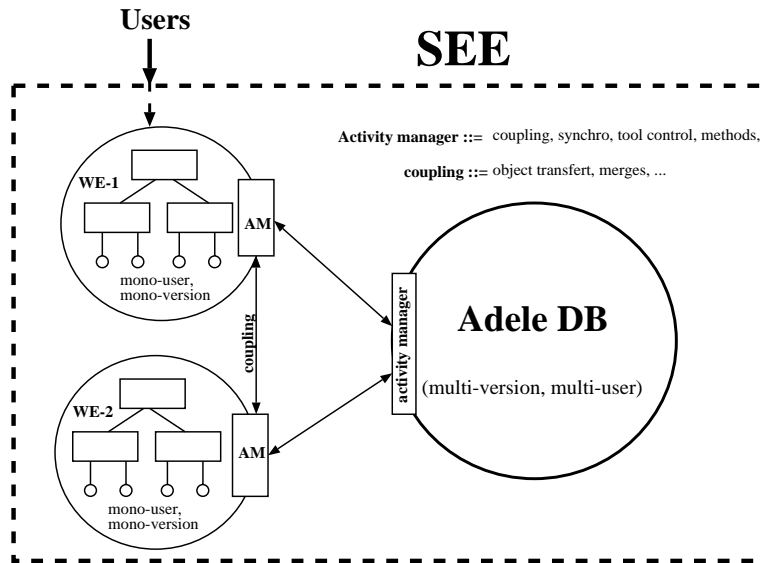 Users
SEE
Activity manager ::= coupling, synchro, tool control, methods,
coupling ::= object transfert, merges, ...
WE-1
AM
mono-user,
mono-version
coupling
activity manager
Adele DB
(multi-version, multi-user)
WE-2
AM
mono-user,
mono-version